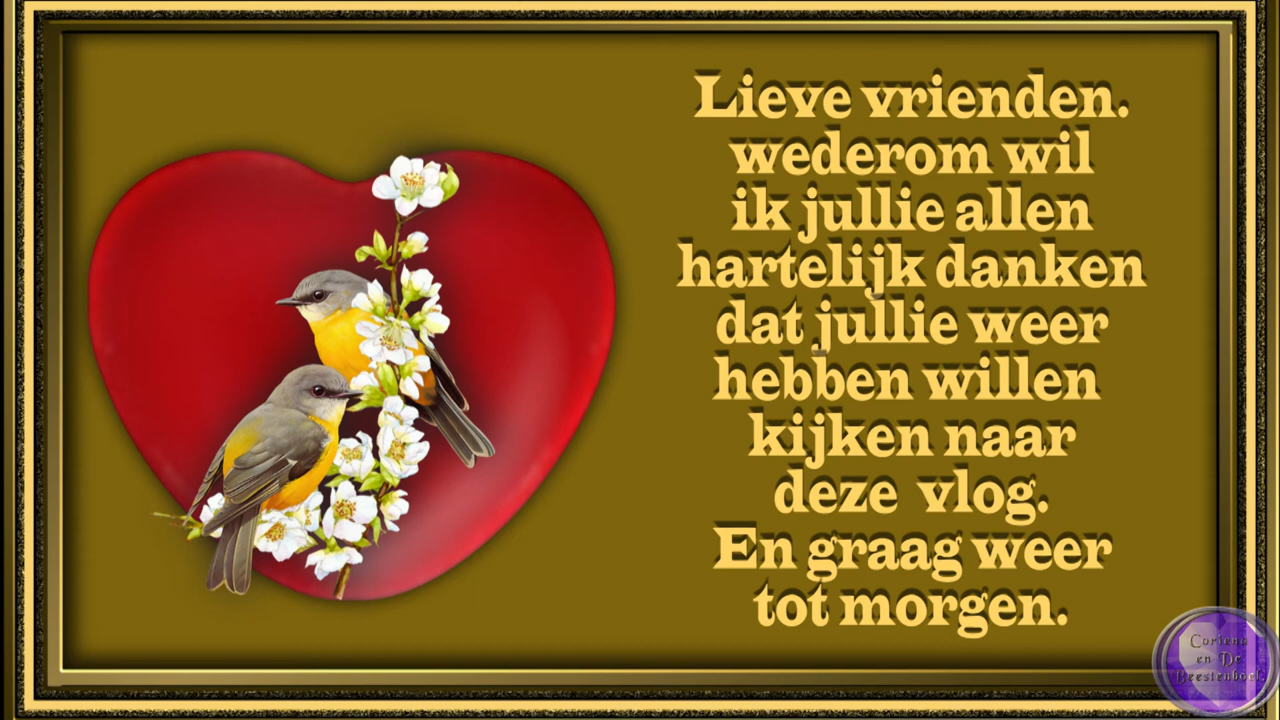 Lieve vrienden.
wederom wil
ik jullie allen
hartelijk danken
dat jullie weer
hebben willen
kijken naar
deze vlog.
En graag weer
tot morgen.
Coriena
en De
Beestenboel